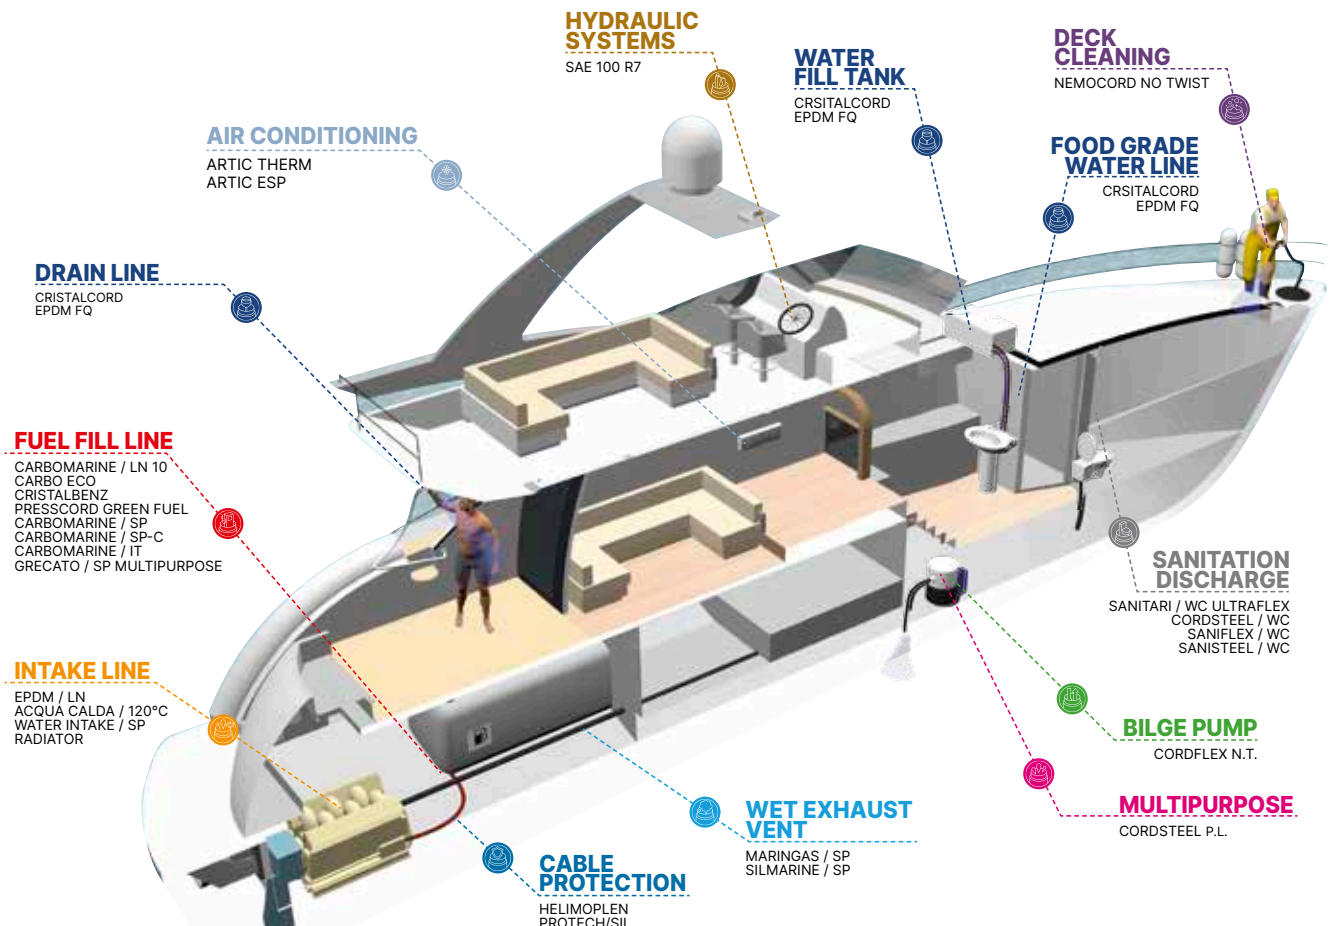 HYDRAULIC
SYSTEMS
SAE 100 R7
WATER
FILL TANK
CRSITALCORD
EPDM FQ
DECK
CLEANING
NEMOCORD NO TWIST
AIR CONDITIONING
ARTIC THERM
ARTIC ESP
FOOD GRADE
WATER LINE
CRSITALCORD
EPDM FQ
DRAIN LINE
CRISTALCORD
EPDM FQ
FUEL FILL LINE
CARBOMARINE / LN 10
CARBO ECO
CRISTALBENZ
PRESSCORD GREEN FUEL
CARBOMARINE / SP
CARBOMARINE / SP-C
CARBOMARINE / IT
GRECATO / SP MULTIPURPOSE
SANITATION
DISCHARGE
SANITARI / WC ULTRAFLEX
CORDSTEEL / WC
SANIFLEX / WC
SANISTEEL / WC
INTAKE LINE
EPDM / LN
ACQUA CALDA / 120°C
WATER INTAKE / SP
RADIATOR
BILGE PUMP
CORDFLEX N.T.
MULTIPURPOSE
CORDSTEEL P.L.
WET EXHAUST
VENT
MARINGAS / SP
SILMARINE / SP
CABLE
PROTECTION
HELIMOPLEN
PROTECH/SIL